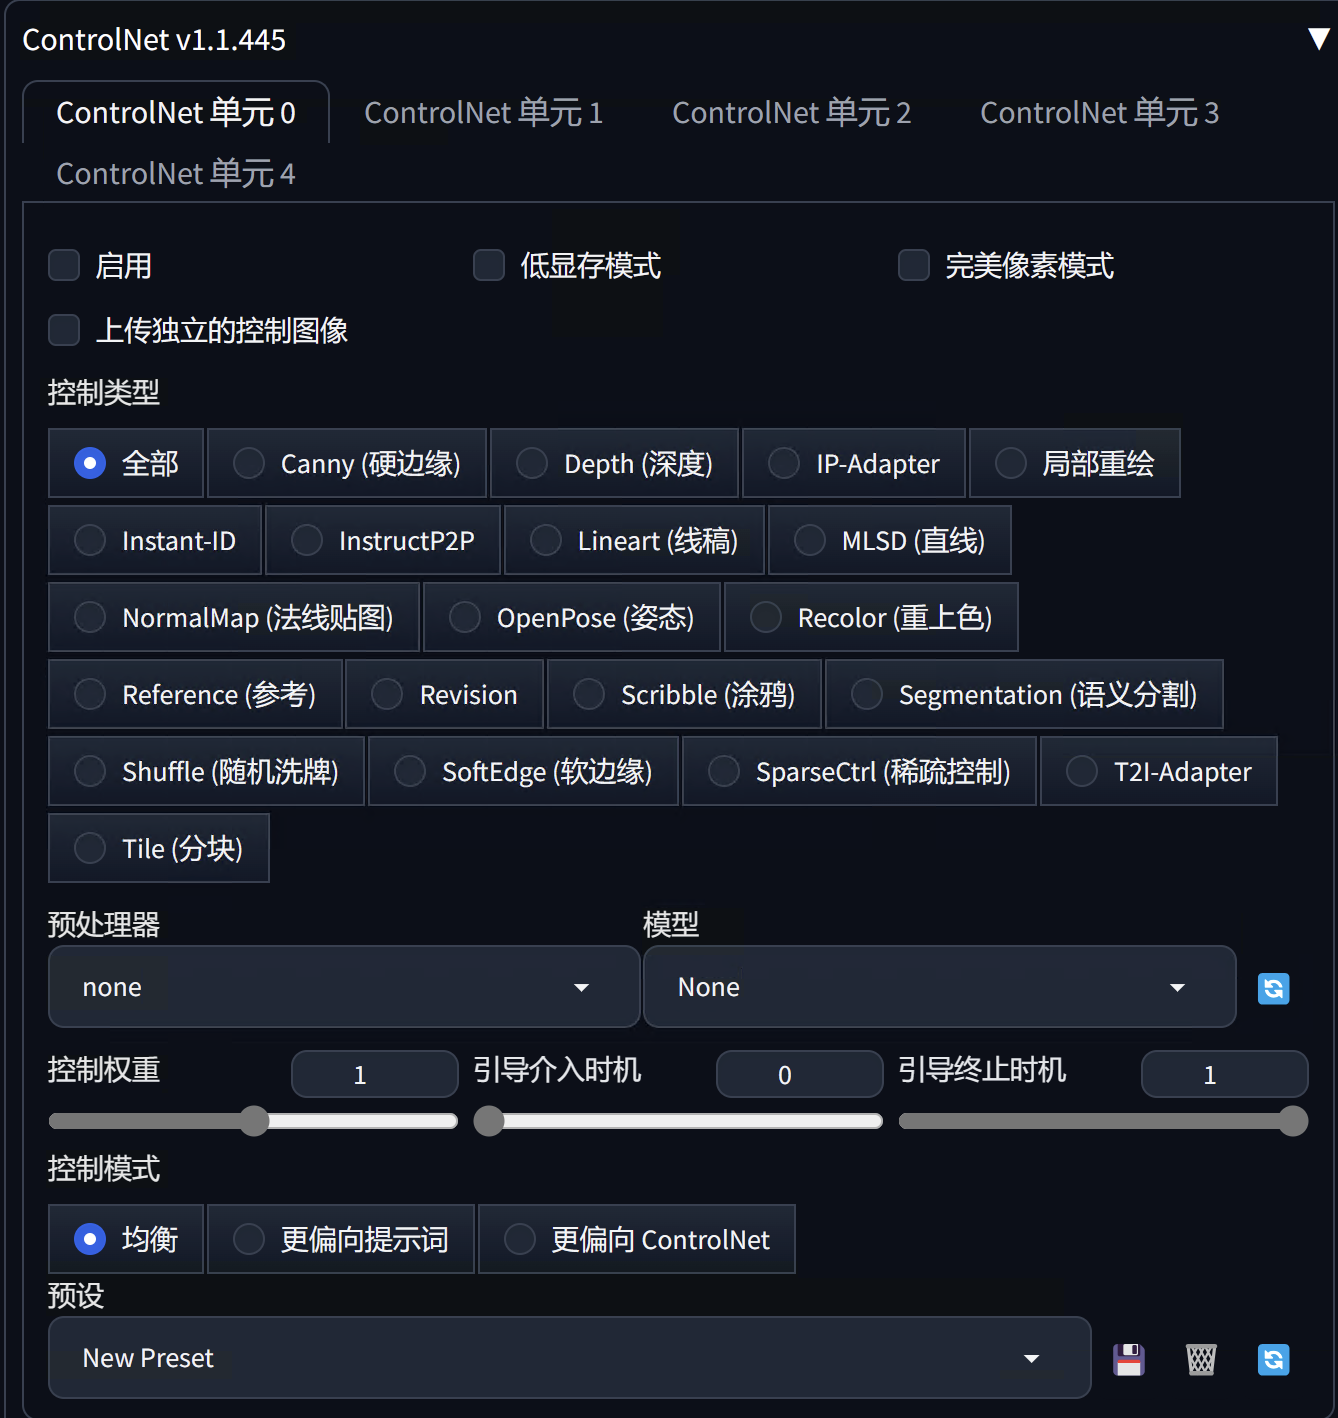 ControlNet v1.1.445
ControlNet 单元 0 ControlNet 单元 1 ControlNet 单元 2 ControlNet 单元 3
ControlNet 单元 4
启用 低显存模式 完美像素模式
上传独立的控制图像
控制类型
全部 Canny (硬边缘) Depth (深度) IP-Adapter 局部重绘
Instant-ID InstructP2P Lineart (线稿) MLSD (直线)
NormalMap (法线贴图) OpenPose (姿态) Recolor (重上色)
Reference (参考) Revision Scribble (涂鸦) Segmentation (语义分割)
Shuffle (随机洗牌) SoftEdge (软边缘) SparseCtrl (稀疏控制) T2I-Adapter
Tile (分块)
预处理器 模型
none None
控制权重 1 引导介入时机 0 引导终止时机 1
控制模式
均衡 更偏向提示词 更偏向 ControlNet
预设
New Preset